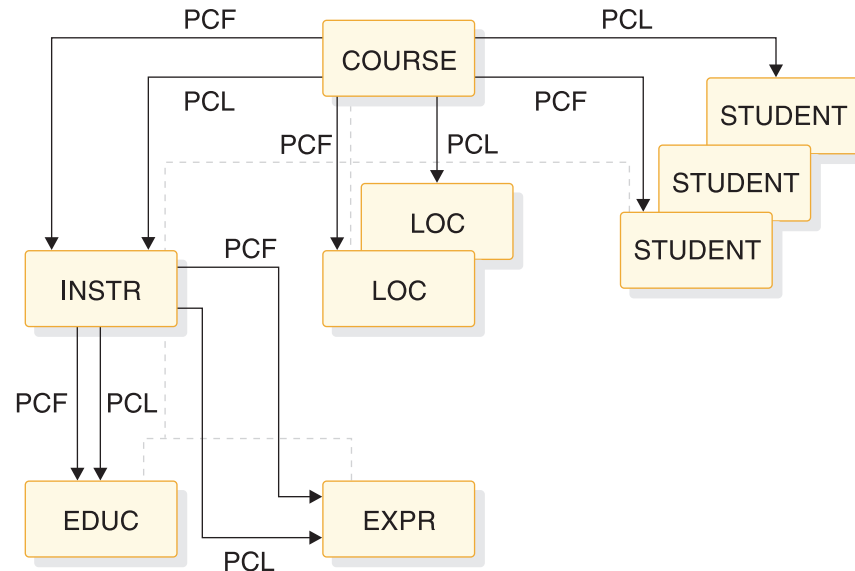 PCF
PCL
COURSE
PCL
PCF
STUDENT
PCF
PCL
STUDENT
LOC
STUDENT
PCF
INSTR
LOC
PCF
PCL
EDUC
EXPR
PCL